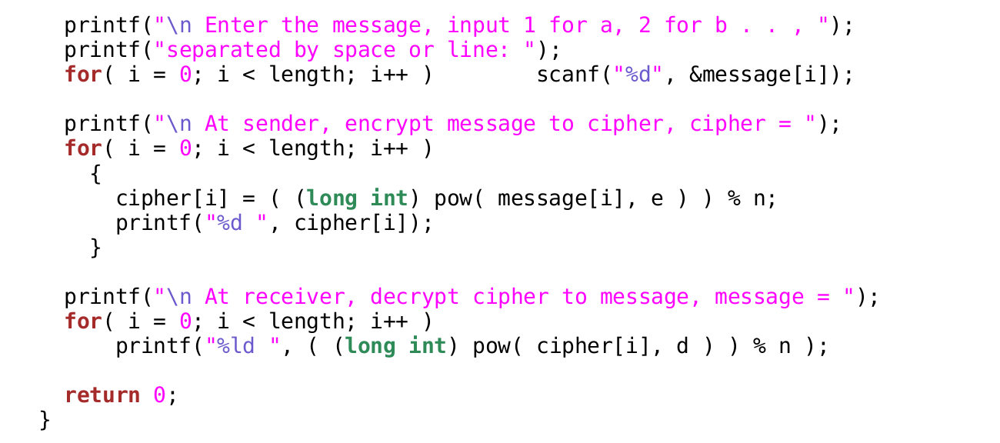 printf("\n Enter the message, input 1 for a, 2 for b . . , ");
printf("separated by space or line: ");
for( i = 0; i < length; i++ )        scanf("%d", &message[i]);
printf("\n At sender, encrypt message to cipher, cipher = ");
for( i = 0; i < length; i++ )
{
cipher[i] = ( (long int) pow( message[i], e ) ) % n;
printf("%d ", cipher[i]);
}
printf("\n At receiver, decrypt cipher to message, message = ");
for( i = 0; i < length; i++ )
printf("%ld ", ( (long int) pow( cipher[i], d ) ) % n );
return 0;
}